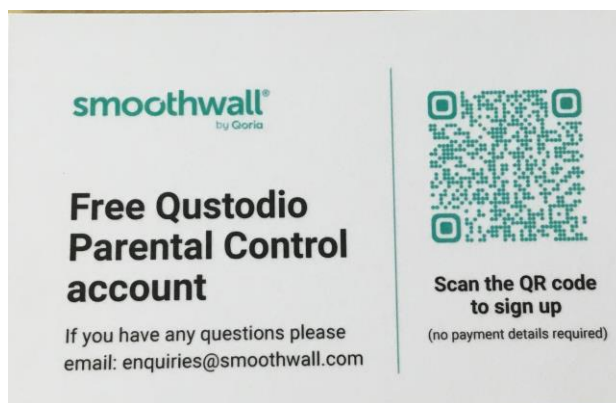 smoothwall®
by Qoria
Free Qustodio
Parental Control
account
If you have any questions please
email: enquiries@smoothwall.com
Scan the QR code
to sign up
(no payment details required)